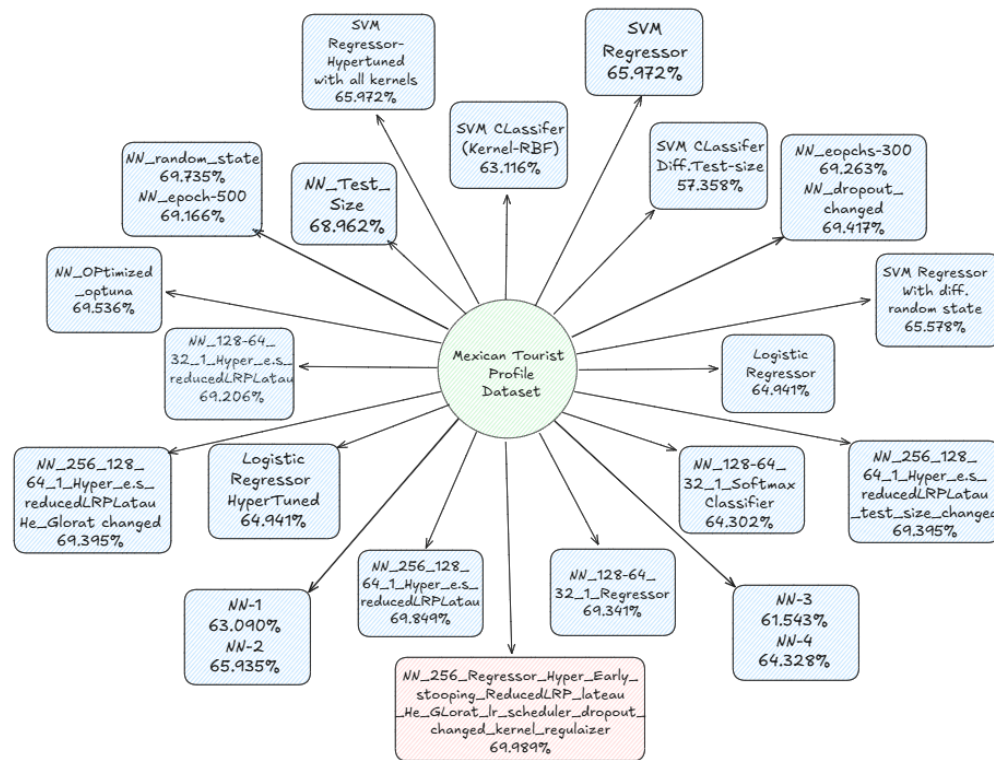 SVM
Regressor-
Hypertuned
with all kernels
65.972%
SVM
Regressor
65.972%
SVM CLassifer
(Kernel-RBF)
63.116%
SVM CLassifer
Diff.Test-size
57.358%
NN_eopchs-300
69.263%
NN_dropout_
changed
69.417%
NN_random_state
69.735%
NN_epoch-500
69.166%
NN_Test_
Size
68.962%
NN_OPtimized
_optuna
69.536%
SVM Regressor
With diff.
random state
65.578%
NN_128-64_
32_1_Hyper_e.s_
reducedLRPLatau
69.206%
Mexican Tourist
Profile
Dataset
Logistic
Regressor
64.941%
NN_256_128_
64_1_Hyper_e.s_
reducedLRPLatau
He_Glorat changed
69.395%
Logistic
Regressor
HyperTuned
64.941%
NN_128-64_
32_1_Softmax
Classifier
64.302%
NN_256_128_
64_1_Hyper_e.s_
reducedLRPLatau
_test_size_changed
69.395%
NN-1
63.090%
NN-2
65.935%
NN_256_128_
64_1_Hyper_e.s_
reducedLRPLatau
69.849%
NN_128-64_
32_1_Regressor
69.341%
NN-3
61.543%
NN-4
64.328%
NN_256_Regressor_Hyper_Early_
stooping_ReducedLRP_lateau
_He_GLorat_lr_scheduler_dropout_
changed_kernel_regulaizer
69.989%